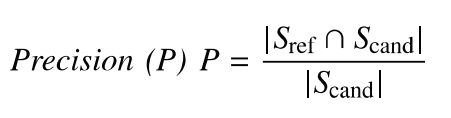 Precision (P) P = |S_ref ∩ S_cand| / |S_cand|